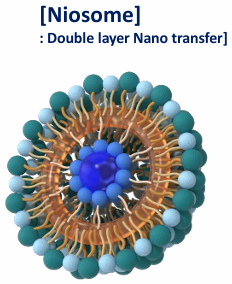 [Niosome]
: Double layer Nano transfer]